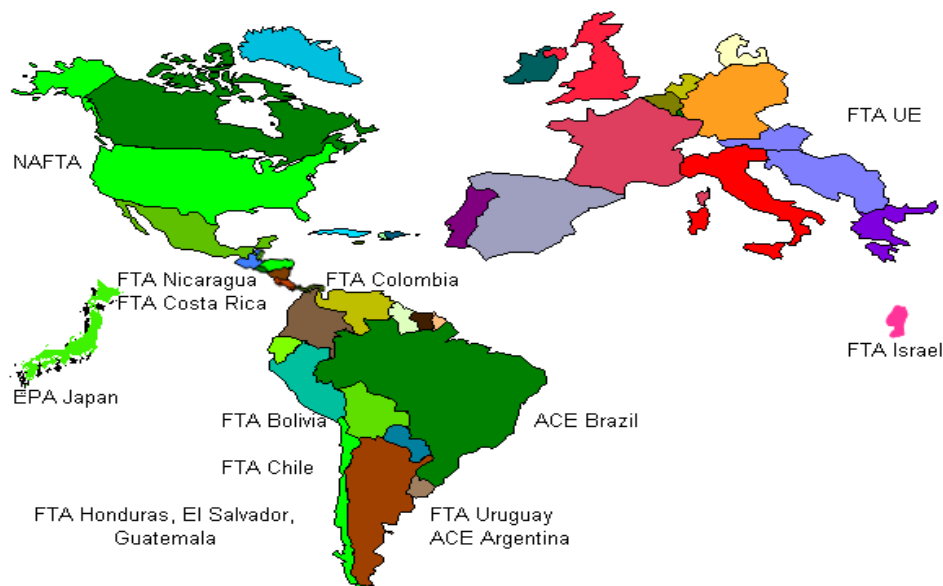 FTA UE
NAFTA
FTA Nicaragua
FTA Colombia
FTA Costa Rica
FTA Israel
EPA Japan
FTA Bolivia
ACE Brazil
FTA Chile
FTA Honduras, El Salvador,
Guatemala
FTA Uruguay
ACE Argentina